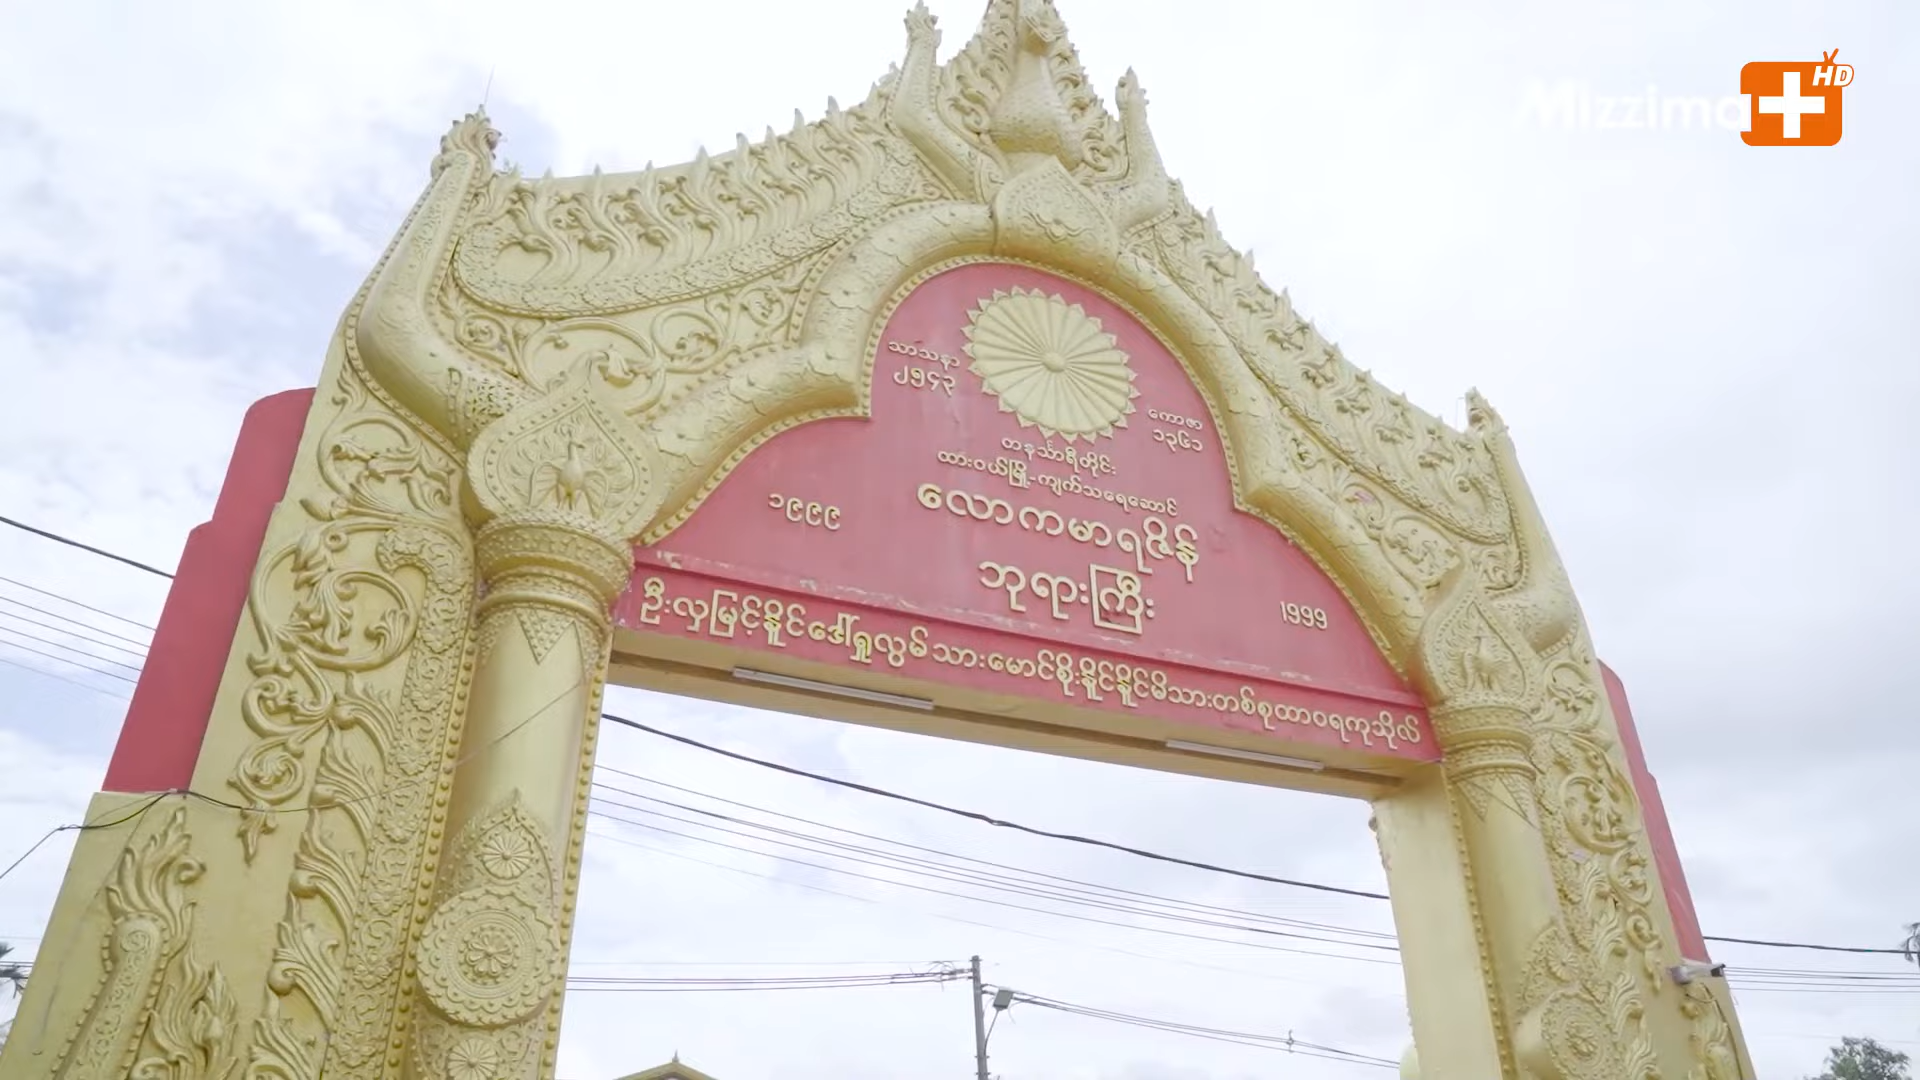 Mizzima
HD
သာသနာ
၂၅၄၃
ကောဇာ
၁၃၆၁
တနင်္သာရီတိုင်း
ထားဝယ်မြို့-ကျက်သရေဆောင်
လောကမာရဇိန်
ဘုရားကြီး
၁၉၉၉
1999
ဦးလှမြင့်နိူင်ဒေါ်ရှုလွမ်သားမောင်စိုးနိူင်နိူင်မိသားတစ်စုထာဝရကုသိုလ်